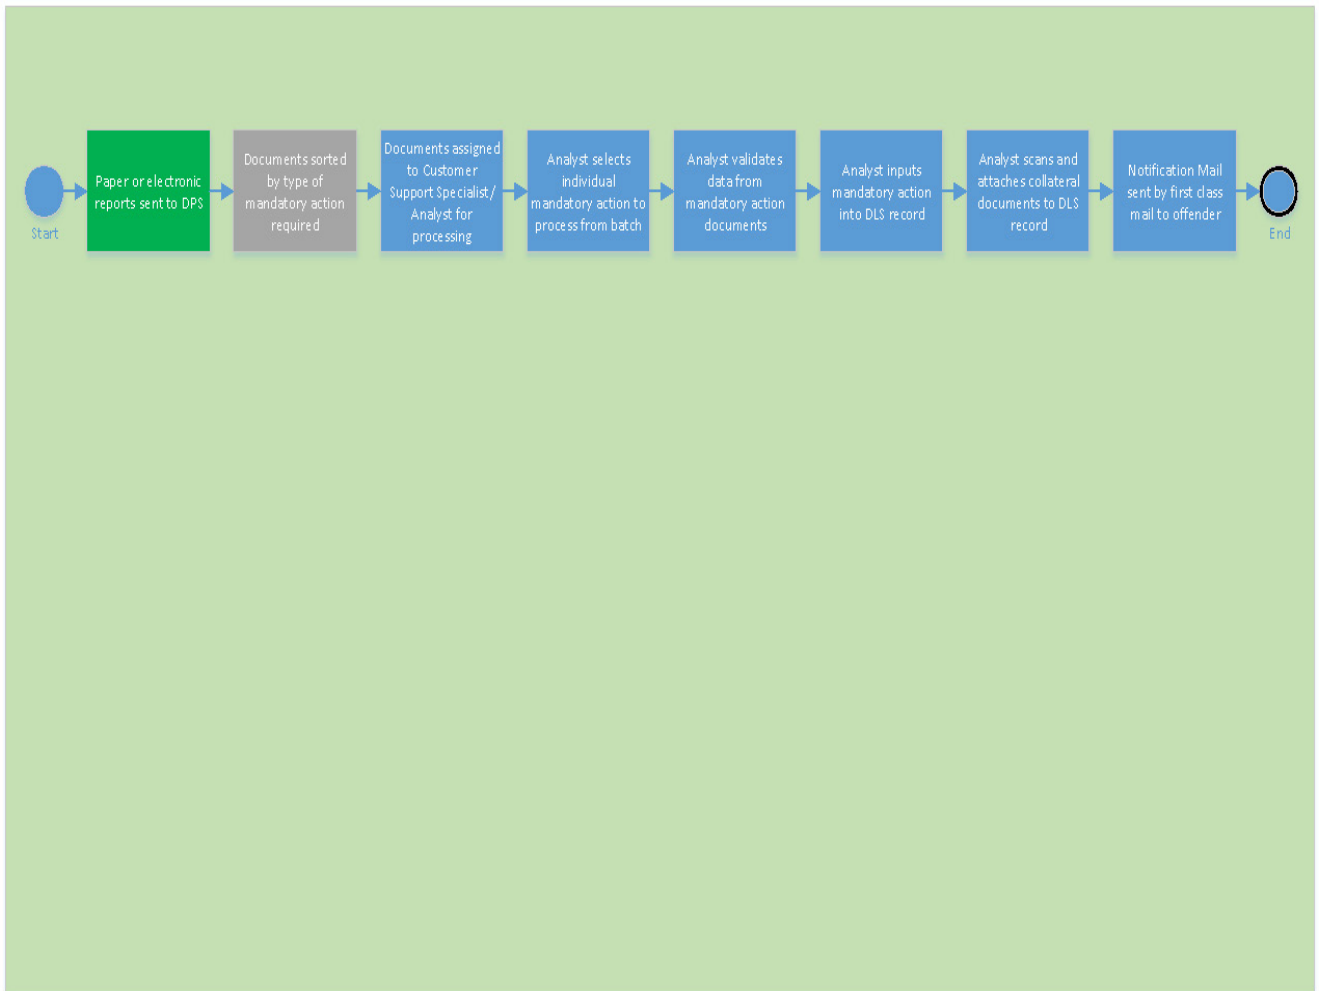 Start
Paper or electronic
reports sent to DPS
Documents sorted
by type of
mandatory action
required
Documents assigned
to Customer
Support Specialist/
Analyst for
processing
Analyst selects
individual
mandatory action to
process from batch
Analyst validates
data from
mandatory action
documents
Analyst inputs
mandatory action
into DLS record
Analyst scans and
attaches collateral
documents to DLS
record
Notification Mail
sent by first class
mail to offender
End